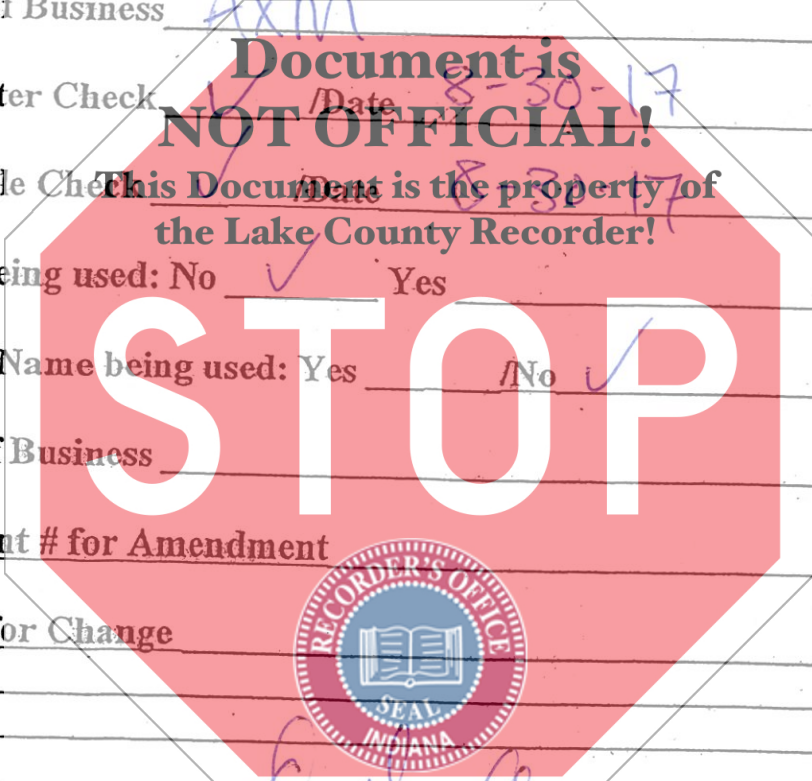 f Business AXM
ter Check ✓ /Date 8-30-17
le Check ✓ /Date 8-30-17
eing used: No ✓ Yes
Name being used: Yes /No ✓
f Business
nt # for Amendment
or Change
Document is
NOT OFFICIAL!
This Document is the property of
the Lake County Recorder!
STOP
RECORDER'S OFFICE
SEAL
INDIANA